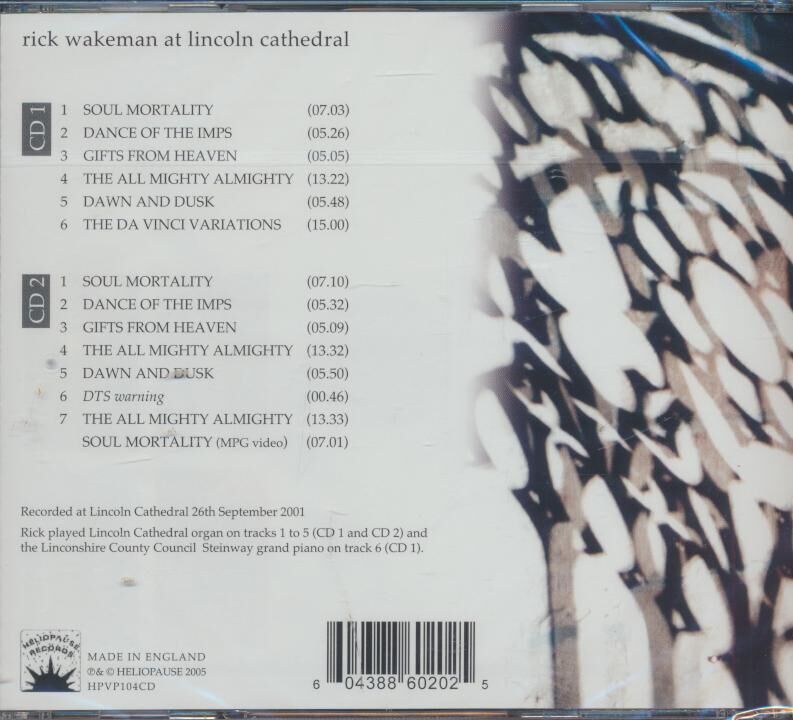 rick wakeman at lincoln cathedral
CD 1
1 SOUL MORTALITY (07.03)
2 DANCE OF THE IMPS (05.26)
3 GIFTS FROM HEAVEN (05.05)
4 THE ALL MIGHTY ALMIGHTY (13.22)
5 DAWN AND DUSK (05.48)
6 THE DA VINCI VARIATIONS (15.00)
CD 2
1 SOUL MORTALITY (07.10)
2 DANCE OF THE IMPS (05.32)
3 GIFTS FROM HEAVEN (05.09)
4 THE ALL MIGHTY ALMIGHTY (13.32)
5 DAWN AND DUSK (05.50)
6 DTS warning (00.46)
7 THE ALL MIGHTY ALMIGHTY (13.33)
SOUL MORTALITY (MPG video) (07.01)
Recorded at Lincoln Cathedral 26th September 2001
Rick played Lincoln Cathedral organ on tracks 1 to 5 (CD 1 and CD 2) and
the Linconshire County Council Steinway grand piano on track 6 (CD 1).
HELIOPAUSE
RECORDS
MADE IN ENGLAND
℗& © HELIOPAUSE 2005
HPVP104CD
6 04388 60202 5